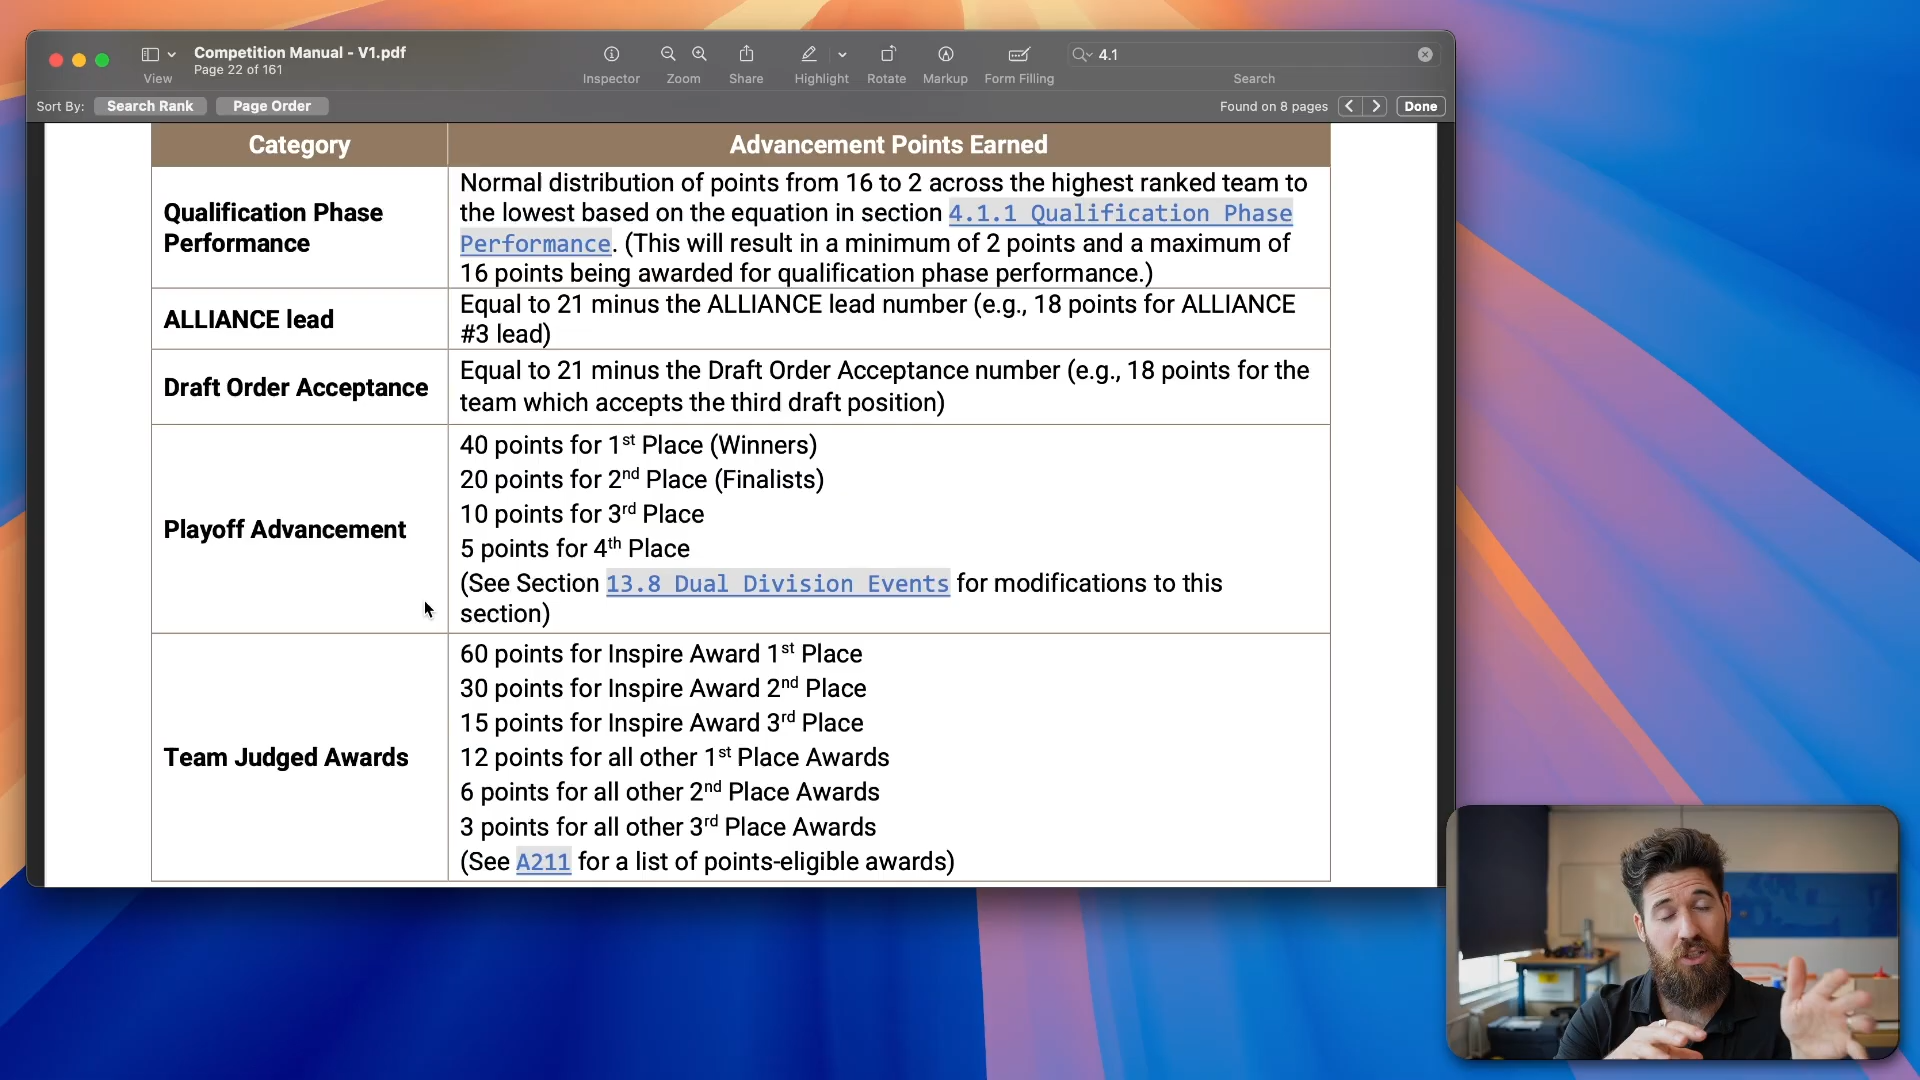 Competition Manual - V1.pdf
Page 22 of 161
View
Inspector
Zoom
Share
Highlight
Rotate
Markup
Form Filling
4.1
Search
Sort By:
Search Rank
Page Order
Found on 8 pages
Done
Category
Advancement Points Earned
Qualification Phase
Performance
Normal distribution of points from 16 to 2 across the highest ranked team to
the lowest based on the equation in section 4.1.1 Qualification Phase
Performance. (This will result in a minimum of 2 points and a maximum of
16 points being awarded for qualification phase performance.)
ALLIANCE lead
Equal to 21 minus the ALLIANCE lead number (e.g., 18 points for ALLIANCE
#3 lead)
Draft Order Acceptance
Equal to 21 minus the Draft Order Acceptance number (e.g., 18 points for the
team which accepts the third draft position)
Playoff Advancement
40 points for 1st Place (Winners)
20 points for 2nd Place (Finalists)
10 points for 3rd Place
5 points for 4th Place
(See Section 13.8 Dual Division Events for modifications to this
section)
Team Judged Awards
60 points for Inspire Award 1st Place
30 points for Inspire Award 2nd Place
15 points for Inspire Award 3rd Place
12 points for all other 1st Place Awards
6 points for all other 2nd Place Awards
3 points for all other 3rd Place Awards
(See A211 for a list of points-eligible awards)